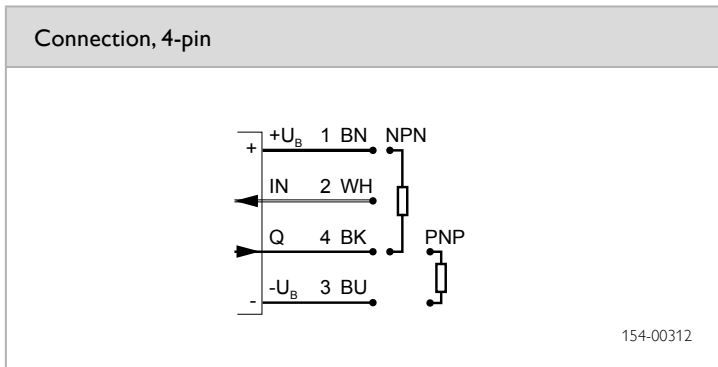 Connection, 4-pin
+ +U_B 1 BN NPN
IN 2 WH
Q 4 BK PNP
- -U_B 3 BU
154-00312